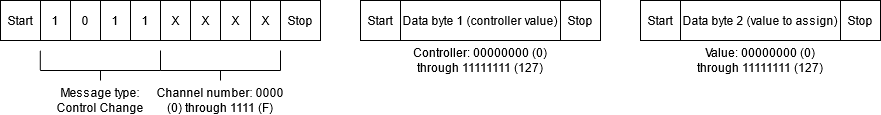 Start 1 0 1 1 X X X X Stop
Start Data byte 1 (controller value) Stop
Start Data byte 2 (value to assign) Stop
Message type:
Control Change
Channel number: 0000
(0) through 1111 (F)
Controller: 00000000 (0)
through 11111111 (127)
Value: 00000000 (0)
through 11111111 (127)